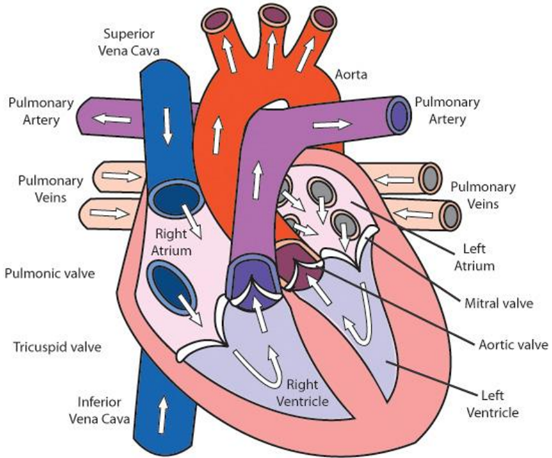 Superior
Vena Cava
Aorta
Pulmonary
Artery
Pulmonary
Artery
Pulmonary
Veins
Pulmonary
Veins
Right
Atrium
Left
Atrium
Pulmonic valve
Mitral valve
Tricuspid valve
Aortic valve
Inferior
Vena Cava
Right
Ventricle
Left
Ventricle